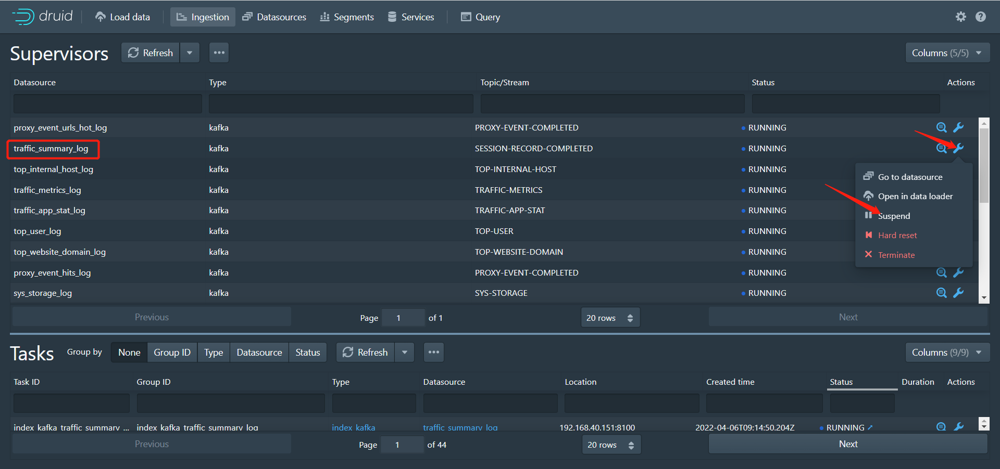 druid Load data Ingestion Datasources Segments Services Query
Supervisors Refresh Columns (5/5)
Datasource Type Topic/Stream Status Actions
proxy_event_urls_hot_log kafka PROXY-EVENT-COMPLETED RUNNING
traffic_summary_log kafka SESSION-RECORD-COMPLETED RUNNING
top_internal_host_log kafka TOP-INTERNAL-HOST RUNNING
Go to datasource
traffic_metrics_log kafka TRAFFIC-METRICS RUNNING
Open in data loader
traffic_app_stat_log kafka TRAFFIC-APP-STAT RUNNING
Suspend
top_user_log kafka TOP-USER RUNNING
Hard reset
top_website_domain_log kafka TOP-WEBSITE-DOMAIN RUNNING
Terminate
proxy_event_hits_log kafka PROXY-EVENT-COMPLETED RUNNING
sys_storage_log kafka SYS-STORAGE RUNNING
Previous Page 1 of 1 20 rows Next
Tasks Group by None Group ID Type Datasource Status Refresh Columns (9/9)
Task ID Group ID Type Datasource Location Created time Status Duration Actions
index_kafka_traffic_summary_... index_kafka_traffic_summary_log index_kafka traffic_summary_log 192.168.40.151:8100 2022-04-06T09:14:50.204Z RUNNING
Previous Page 1 of 44 20 rows Next